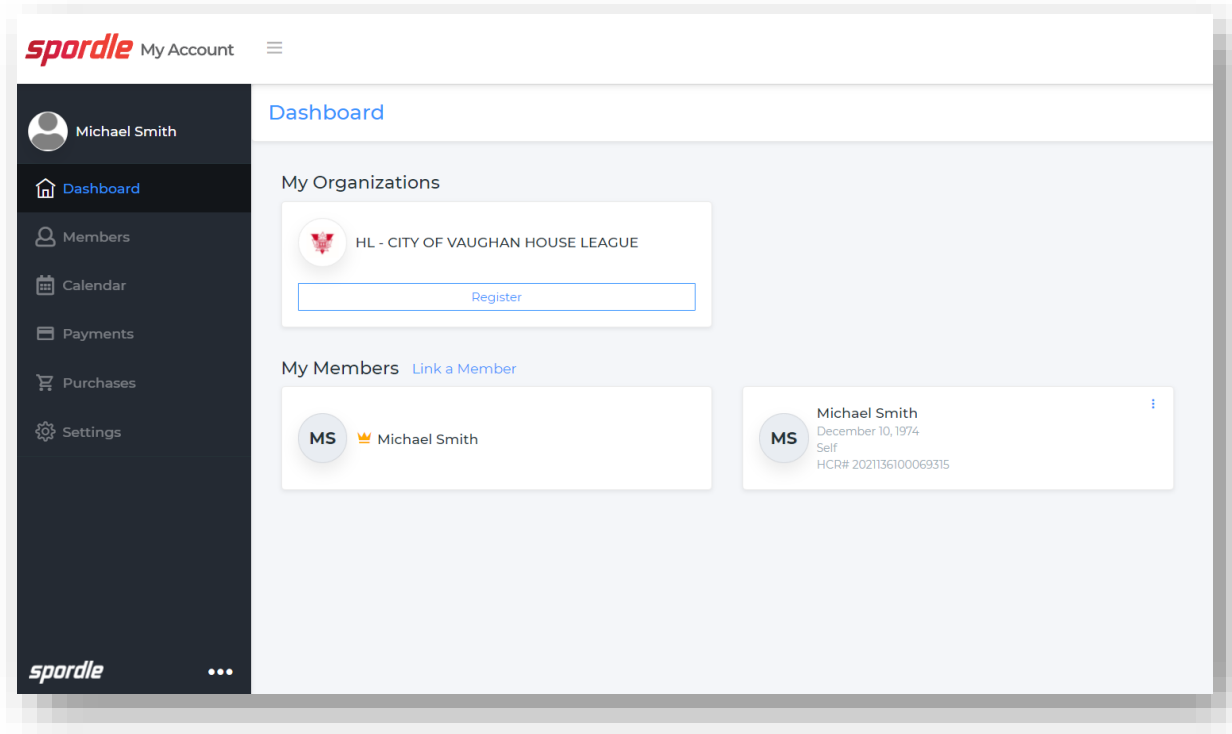 spordle My Account
Michael Smith
Dashboard
Members
Calendar
Payments
Purchases
Settings
spordle
Dashboard
My Organizations
HL - CITY OF VAUGHAN HOUSE LEAGUE
Register
My Members Link a Member
MS Michael Smith
MS
Michael Smith
December 10, 1974
Self
HCR# 2021136100069315